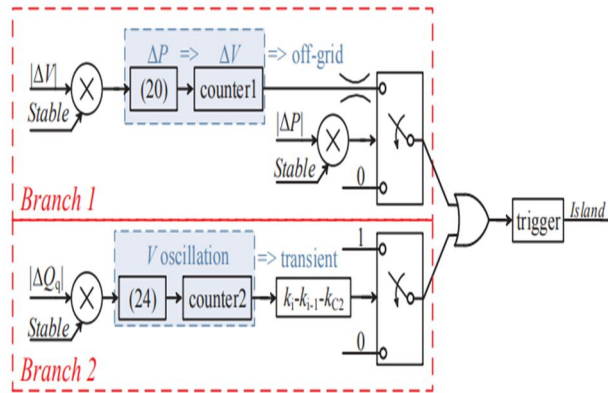 ΔP => ΔV => off-grid
|ΔV|
Stable
(20)
counter1
|ΔP|
Stable
0
Branch 1
trigger
Island
V oscillation => transient
1
|ΔQq|
Stable
(24)
counter2
ki-ki-1-kC2
0
Branch 2